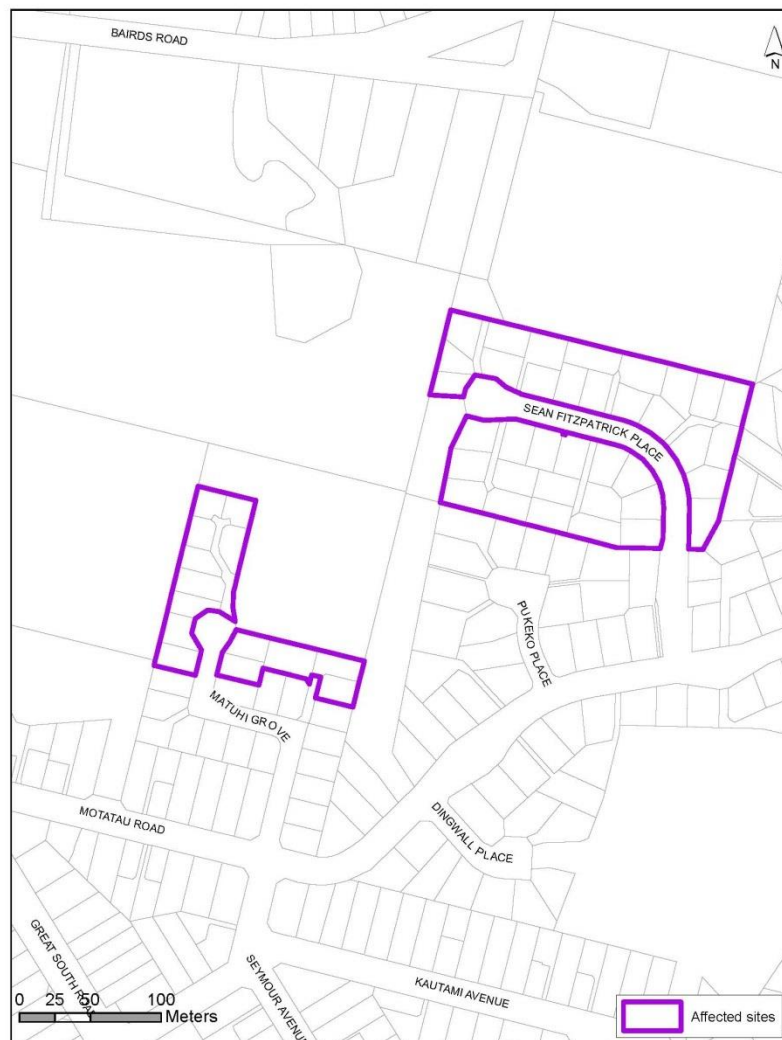 BAIRDS ROAD
N
SEAN FITZPATRICK PLACE
PUKEKO PLACE
MATUHI GROVE
MOTATAU ROAD
DINGWALL PLACE
GREAT SOUTH ROAD
SEYMOUR AVENUE
KAUTAMI AVENUE
0 25 50 100
Meters
Affected sites